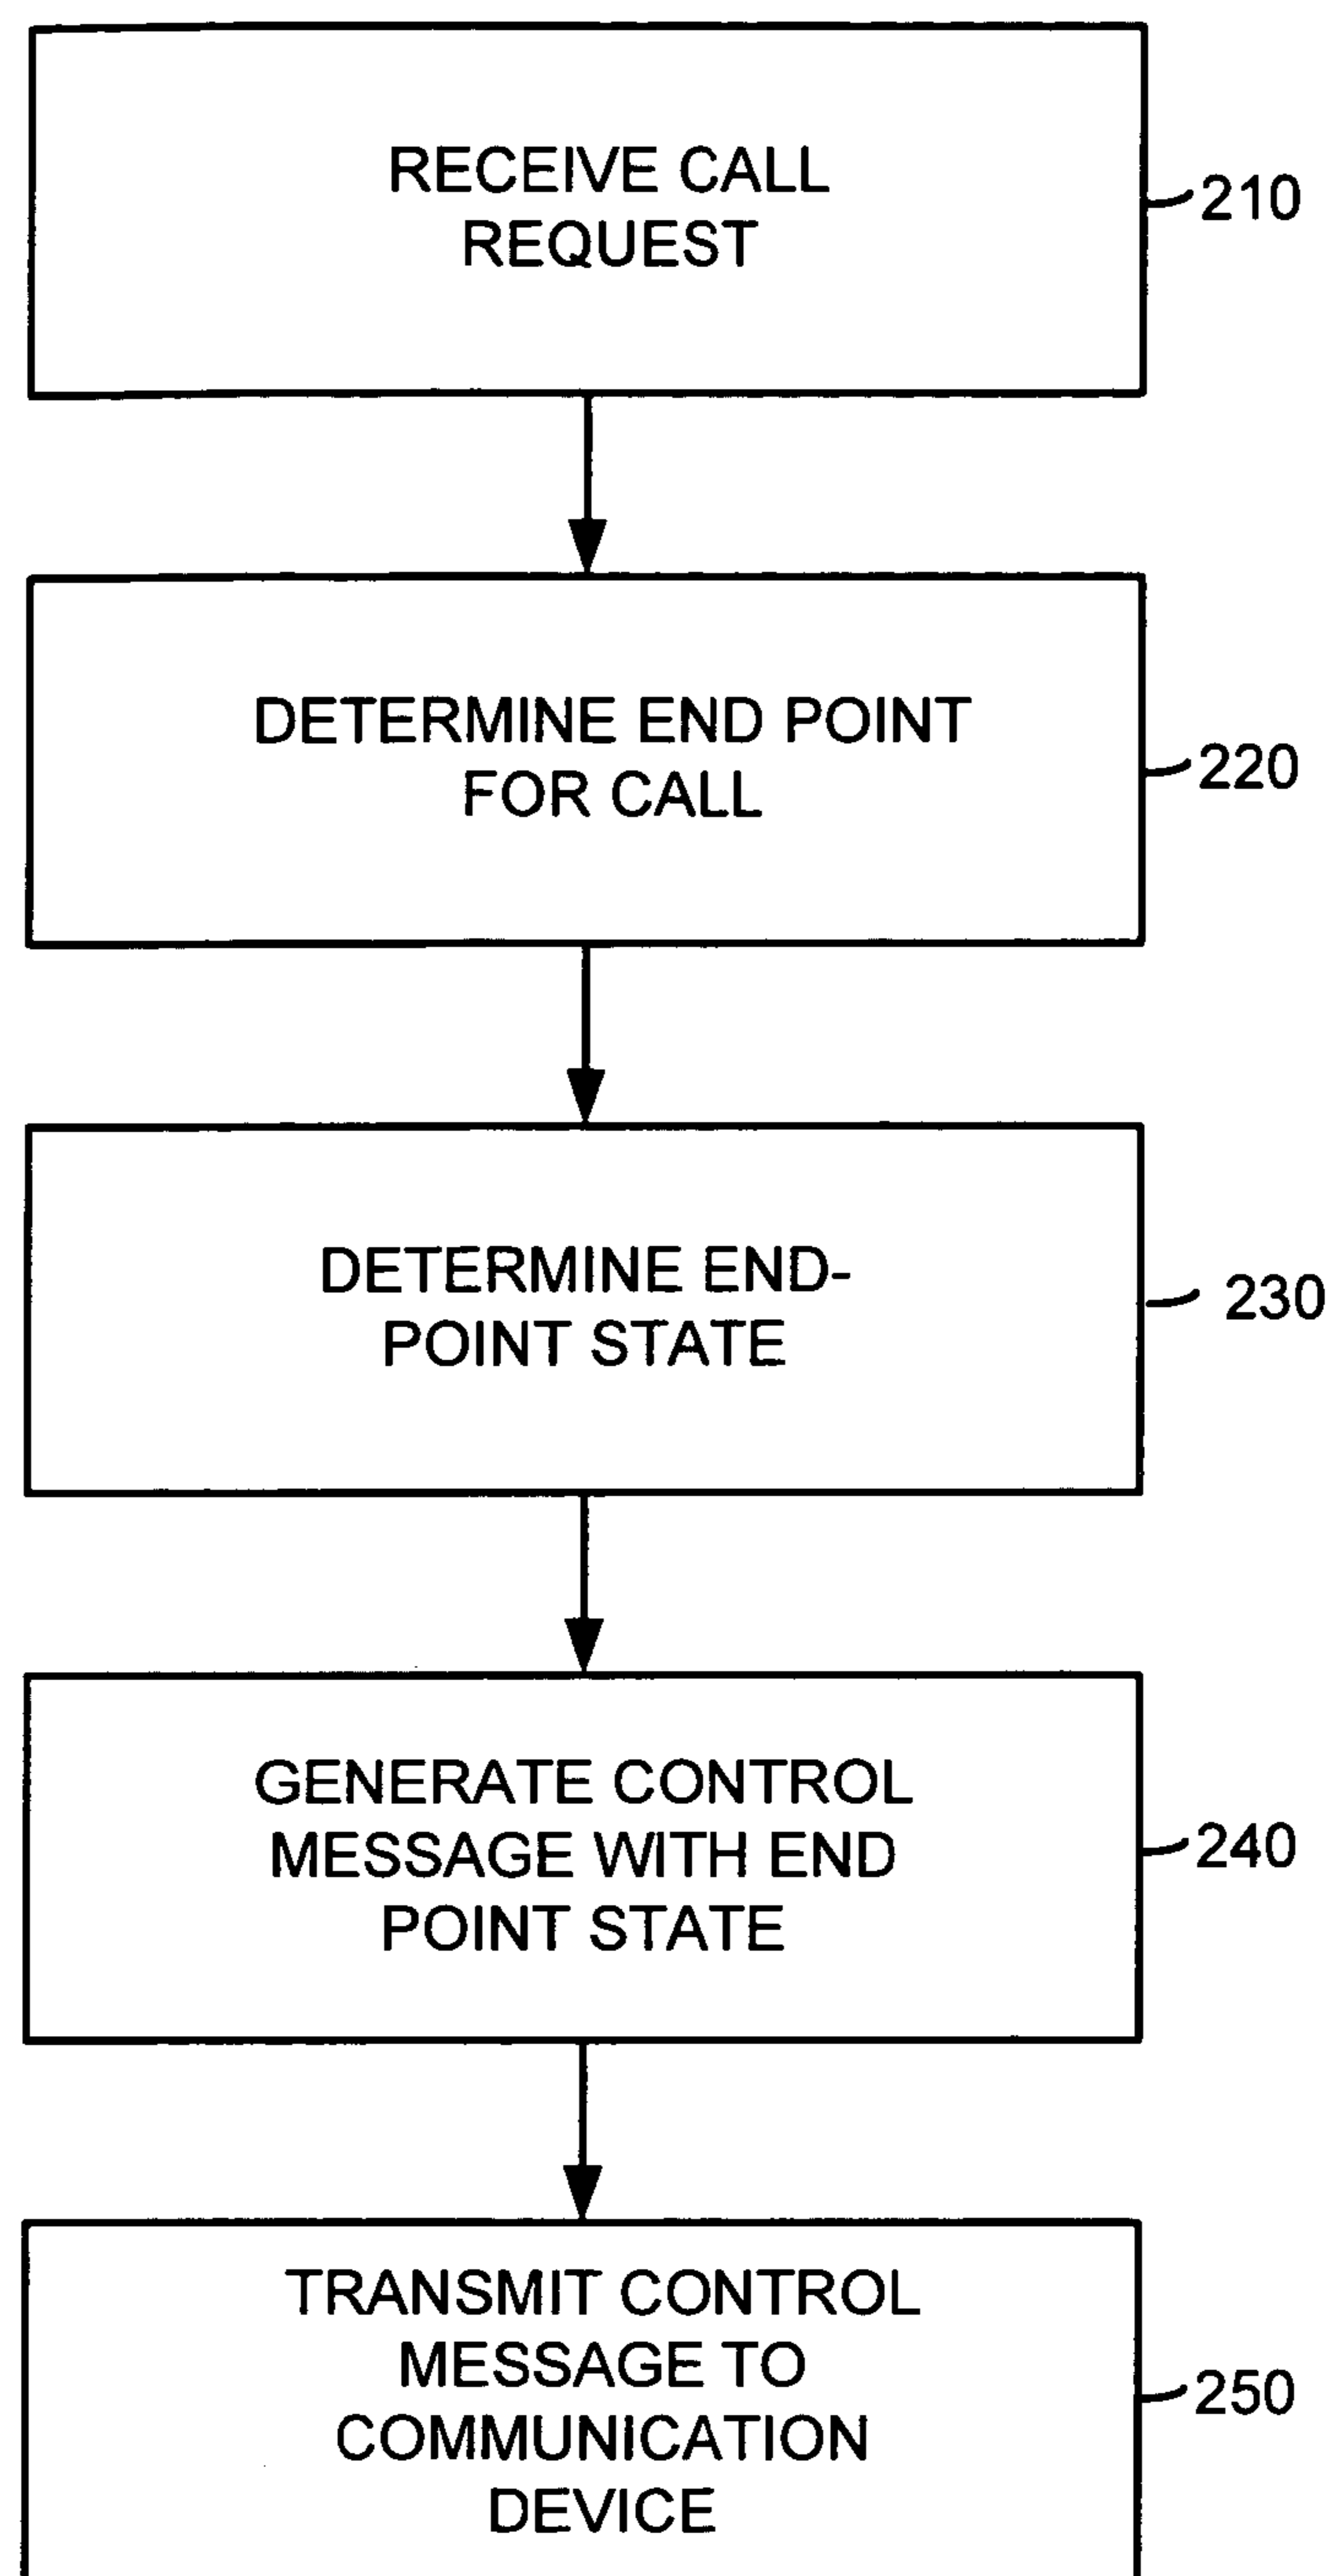 RECEIVE CALL
REQUEST
210
DETERMINE END POINT
FOR CALL
220
DETERMINE END-
POINT STATE
230
GENERATE CONTROL
MESSAGE WITH END
POINT STATE
240
TRANSMIT CONTROL
MESSAGE TO
COMMUNICATION
DEVICE
250